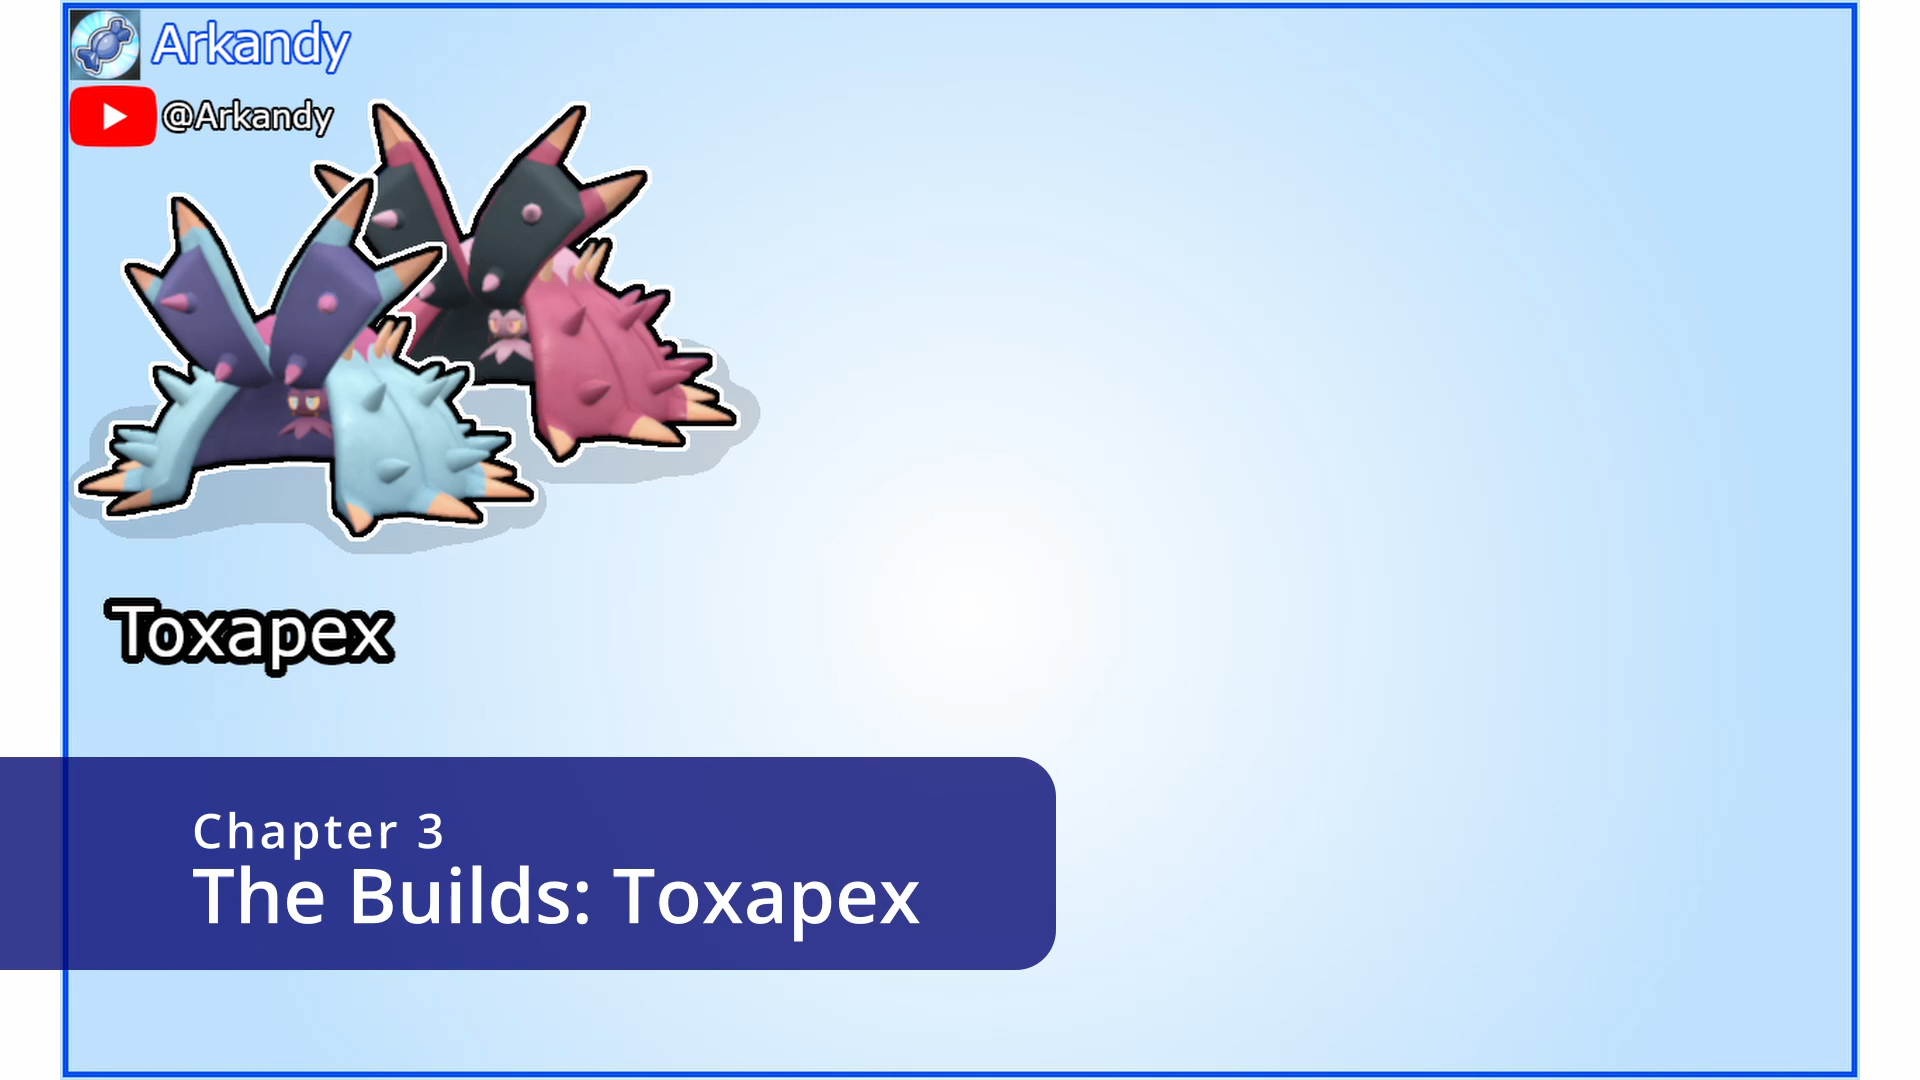 Arkandy
@Arkandy
Toxapex
Chapter 3
The Builds: Toxapex